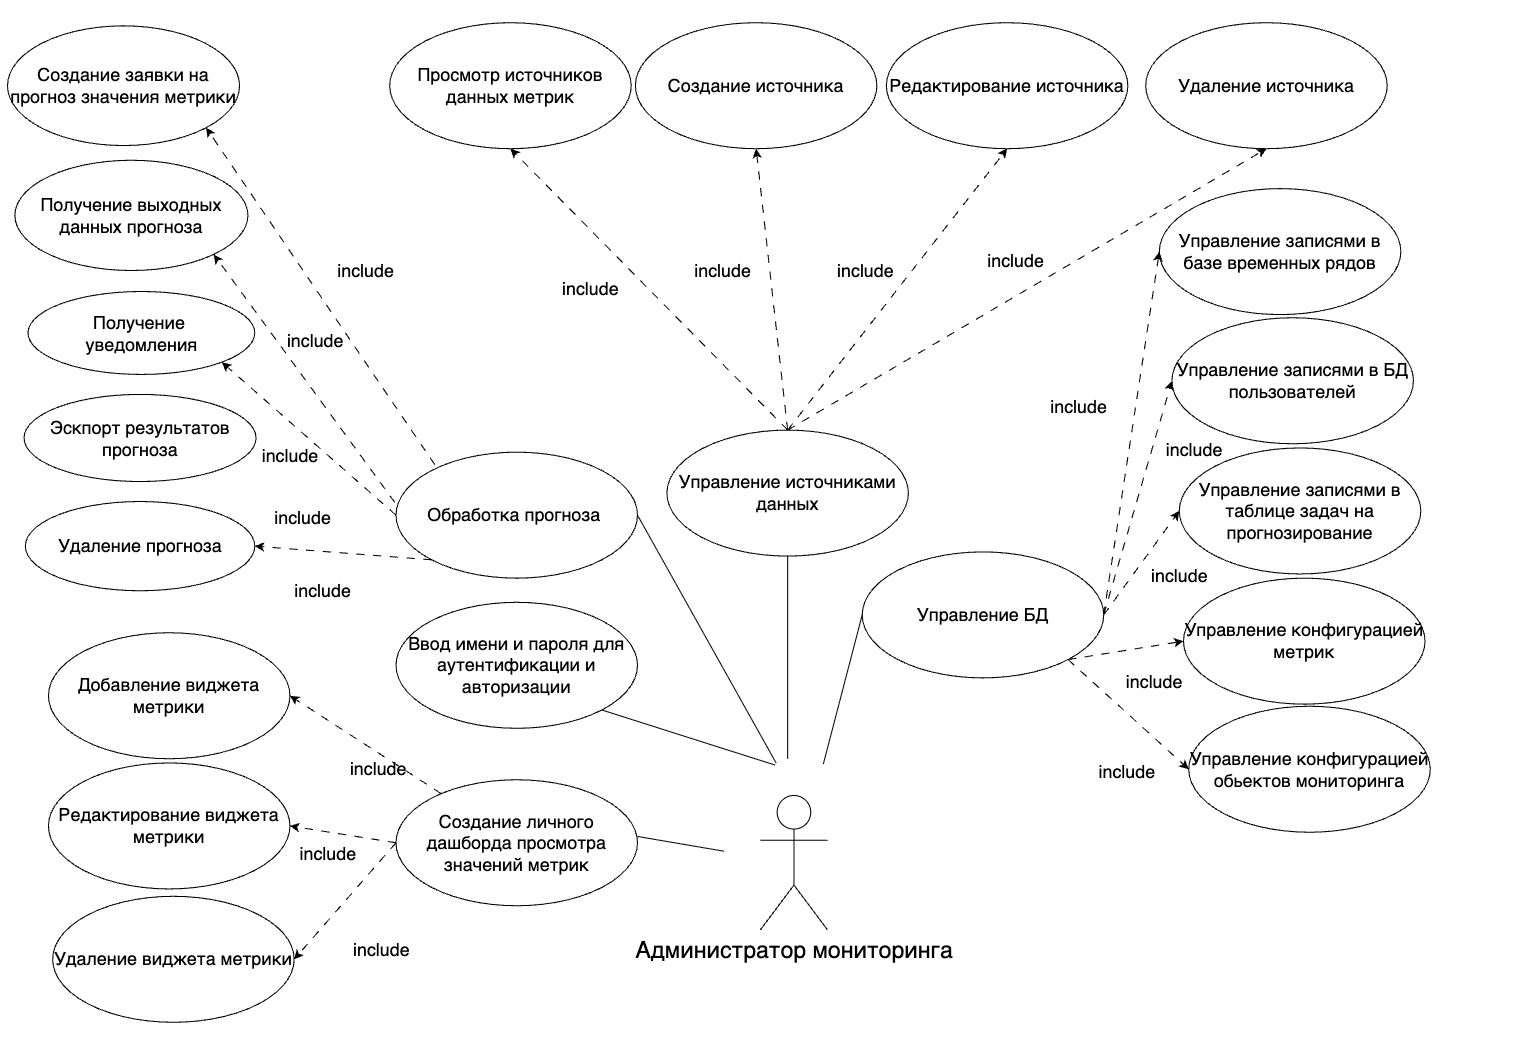 Создание заявки на
прогноз значения метрики
Просмотр источников
данных метрик
Создание источника
Редактирование источника
Удаление источника
Получение выходных
данных прогноза
Управление записями в
базе временных рядов
include
include
include
include
include
include
Получение
уведомления
Управление записями в БД
пользователей
include
Эскпорт результатов
прогноза
include
include
Управление источниками
данных
Управление записями в
таблице задач на
прогнозирование
Обработка прогноза
include
Удаление прогноза
include
include
Управление БД
Ввод имени и пароля для
аутентификации и
авторизации
Управление конфигурацией
метрик
include
Добавление виджета
метрики
include
include
Управление конфигурацией
обьектов мониторинга
Редактирование виджета
метрики
include
Создание личного
дашборда просмотра
значений метрик
include
Удаление виджета метрики
Администратор мониторинга